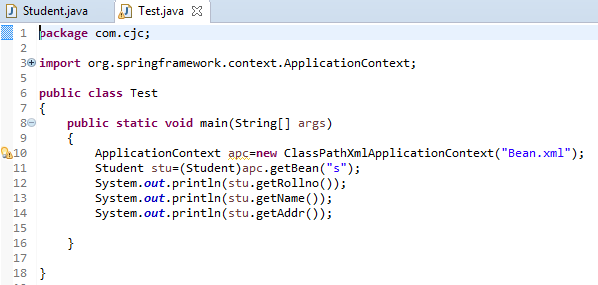 Student.java Test.java
1 package com.cjc;
2
3 import org.springframework.context.ApplicationContext;
5
6 public class Test
7 {
8 public static void main(String[] args)
9 {
10 ApplicationContext apc=new ClassPathXmlApplicationContext("Bean.xml");
11 Student stu=(Student)apc.getBean("s");
12 System.out.println(stu.getRollno());
13 System.out.println(stu.getName());
14 System.out.println(stu.getAddr());
15
16 }
17
18 }